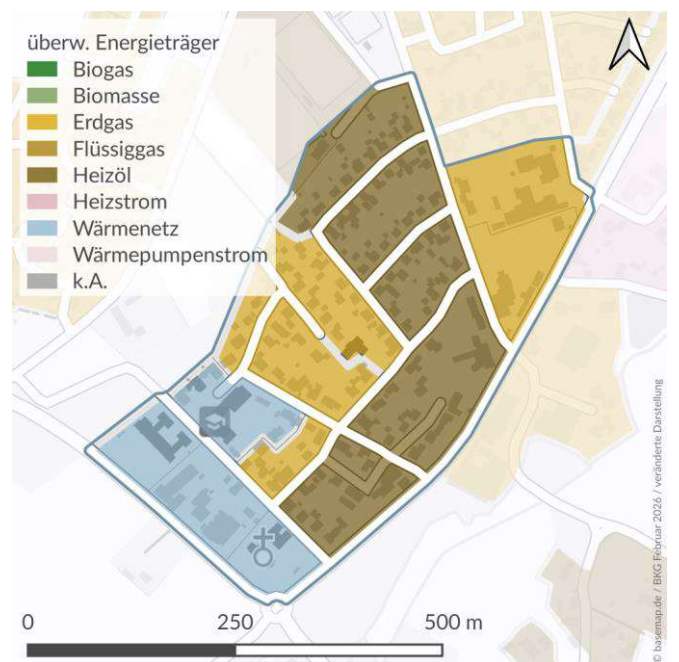 überw. Energieträger
Biogas
Biomasse
Erdgas
Flüssiggas
Heizöl
Heizstrom
Wärmenetz
Wärmepumpenstrom
k.A.
0 250 500 m
© basemap.de / BKG Februar 2026 / veränderte Darstellung